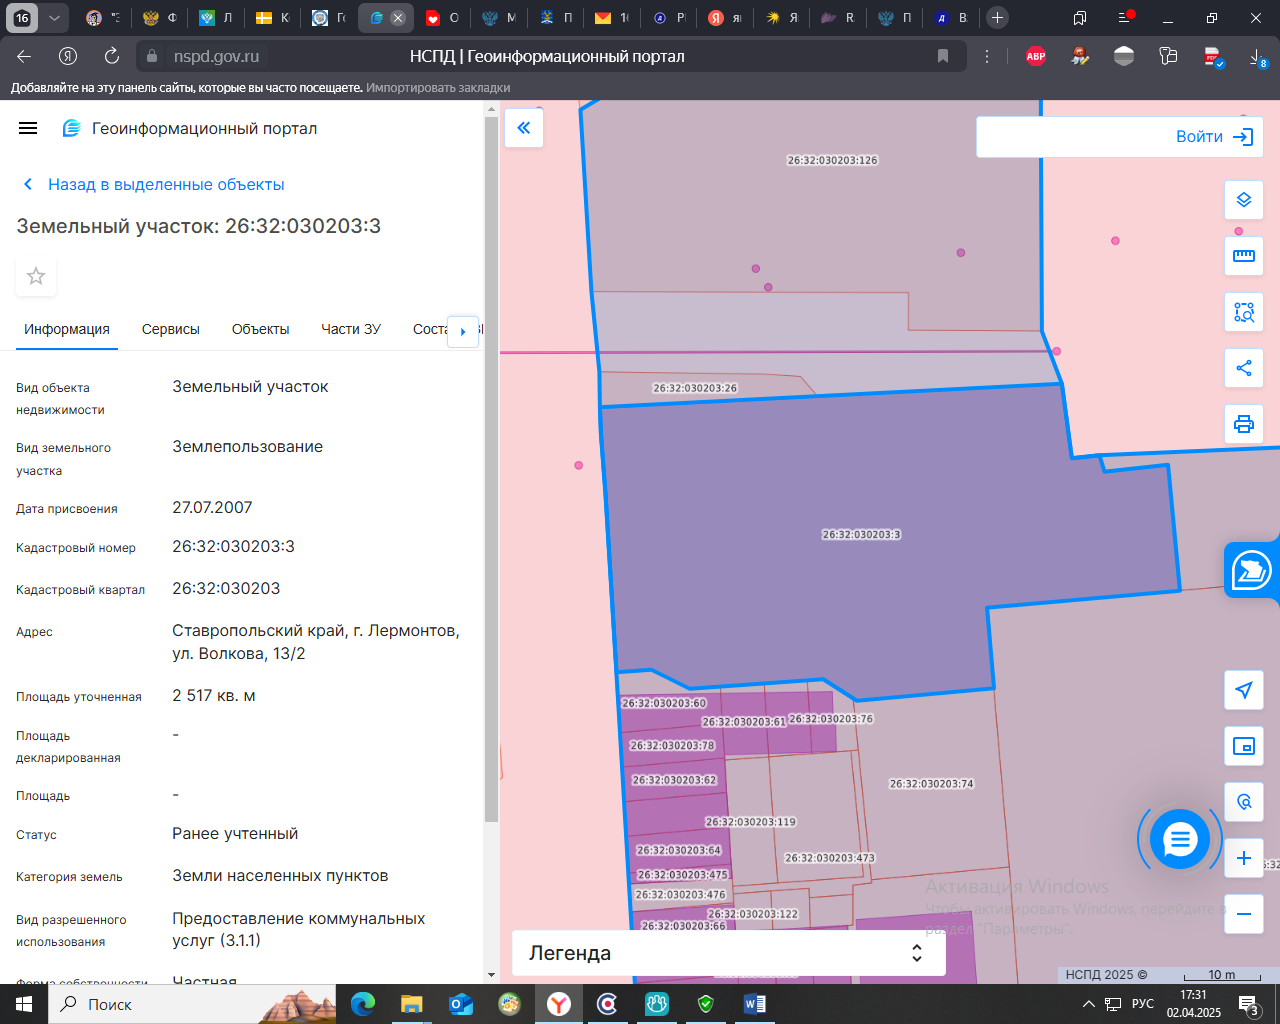 16
nspd.gov.ru
НСПД | Геоинформационный портал
ABP
8
Добавляйте на эту панель сайты, которые вы часто посещаете. Импортировать закладки
Геоинформационный портал
Войти
Назад в выделенные объекты
Земельный участок: 26:32:030203:3
Информация
Сервисы
Объекты
Части ЗУ
Вид объекта недвижимости
Земельный участок
Вид земельного участка
Землепользование
Дата присвоения
27.07.2007
Кадастровый номер
26:32:030203:3
Кадастровый квартал
26:32:030203
Адрес
Ставропольский край, г. Лермонтов,
ул. Волкова, 13/2
Площадь уточненная
2 517 кв. м
Площадь декларированная
-
Площадь
-
Статус
Ранее учтенный
Категория земель
Земли населенных пунктов
Вид разрешенного использования
Предоставление коммунальных
услуг (3.1.1)
Форма собственности
Частная
26:32:030203:126
26:32:030203:26
26:32:030203:3
26:32:030203:60
26:32:030203:61
26:32:030203:76
26:32:030203:78
26:32:030203:62
26:32:030203:74
26:32:030203:119
26:32:030203:64
26:32:030203:473
26:32:030203:475
26:32:030203:476
26:32:030203:122
26:32:030203:66
Активация Windows
Чтобы активировать Windows, перейдите в
раздел "Параметры".
Легенда
НСПД 2025 ©
10 m
Поиск
РУС
17:31
02.04.2025
3